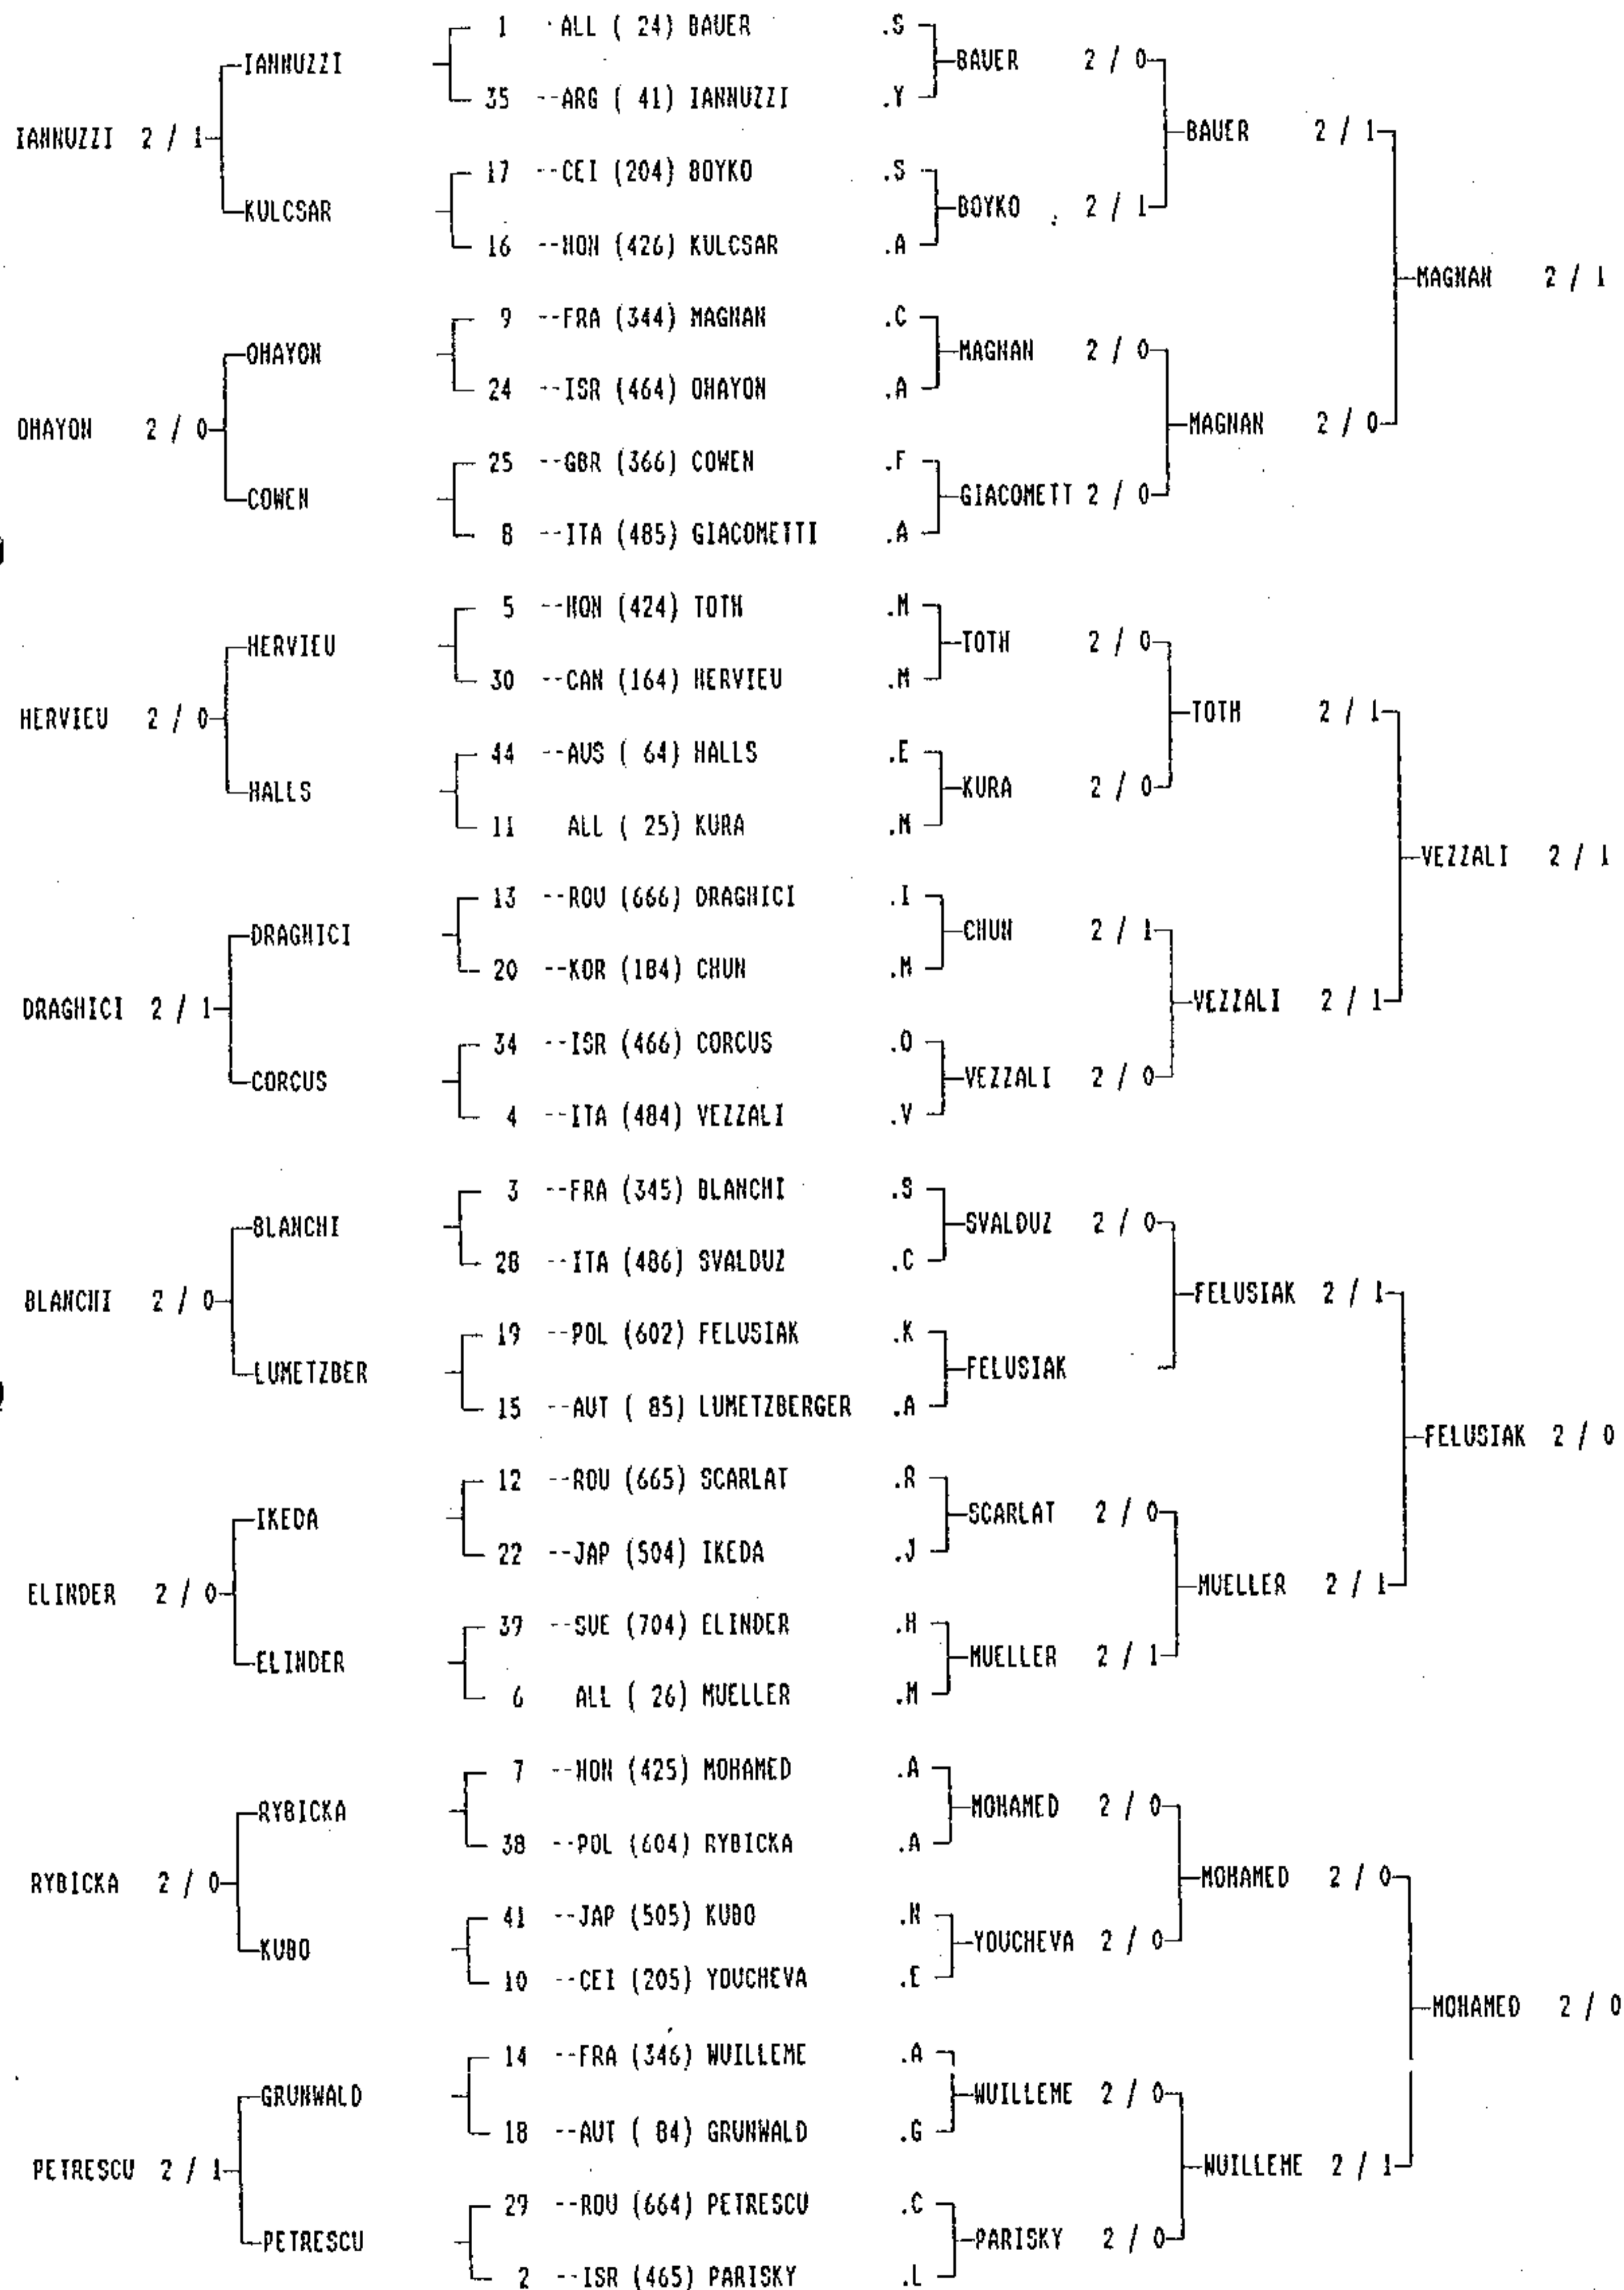 1 ALL ( 24) BAUER .S
IANNUZZI BAUER 2 / 0
35 --ARG ( 41) IANNUZZI .Y
IANNUZZI 2 / 1 BAUER 2 / 1
17 --CEI (204) BOYKO .S
KULCSAR BOYKO 2 / 1
16 --HON (426) KULCSAR .A
MAGNAN 2 / 1
9 --FRA (344) MAGNAN .C
OHAYON MAGNAN 2 / 0
24 --ISR (464) OHAYON .A
OHAYON 2 / 0 MAGNAN 2 / 0
25 --GBR (366) COWEN .F
COWEN GIACOMETT 2 / 0
8 --ITA (485) GIACOMETTI .A
5 --HON (424) TOTH .M
HERVIEU TOTH 2 / 0
30 --CAN (164) HERVIEU .M
HERVIEU 2 / 0 TOTH 2 / 1
44 --AUS ( 64) HALLS .E
HALLS KURA 2 / 0
11 ALL ( 25) KURA .M
VEZZALI 2 / 1
13 --ROU (666) DRAGHICI .I
DRAGHICI CHUN 2 / 1
20 --KOR (184) CHUN .M
DRAGHICI 2 / 1 VEZZALI 2 / 1
34 --ISR (466) CORCUS .O
CORCUS VEZZALI 2 / 0
4 --ITA (484) VEZZALI .V
3 --FRA (345) BLANCHI .S
BLANCHI SVALDUZ 2 / 0
28 --ITA (486) SVALDUZ .C
BLANCHI 2 / 0 FELUSIAK 2 / 1
19 --POL (602) FELUSIAK .K
LUMETZBER FELUSIAK
15 --AUT ( 85) LUMETZBERGER .A
FELUSIAK 2 / 0
12 --ROU (665) SCARLAT .R
IKEDA SCARLAT 2 / 0
22 --JAP (504) IKEDA .J
ELINDER 2 / 0 MUELLER 2 / 1
39 --SUE (704) ELINDER .H
ELINDER MUELLER 2 / 1
6 ALL ( 26) MUELLER .M
7 --HON (425) MOHAMED .A
RYBICKA MOHAMED 2 / 0
38 --POL (604) RYBICKA .A
RYBICKA 2 / 0 MOHAMED 2 / 0
41 --JAP (505) KUBO .N
KUBO YOUCHEVA 2 / 0
10 --CEI (205) YOUCHEVA .E
MOHAMED 2 / 0
14 --FRA (346) WUILLEME .A
GRUNWALD WUILLEME 2 / 0
18 --AUT ( 84) GRUNWALD .G
PETRESCU 2 / 1 WUILLEME 2 / 1
29 --ROU (664) PETRESCU .C
PETRESCU PARISKY 2 / 0
2 --ISR (465) PARISKY .L